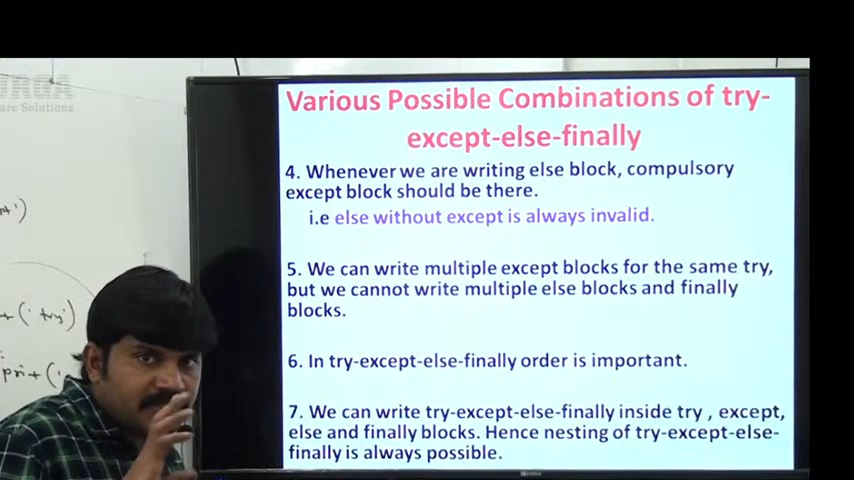 URGA
are Solutions
Various Possible Combinations of try-
except-else-finally
4. Whenever we are writing else block, compulsory
except block should be there.
i.e else without except is always invalid.
5. We can write multiple except blocks for the same try,
but we cannot write multiple else blocks and finally
blocks.
6. In try-except-else-finally order is important.
7. We can write try-except-else-finally inside try , except,
else and finally blocks. Hence nesting of try-except-else-
finally is always possible.